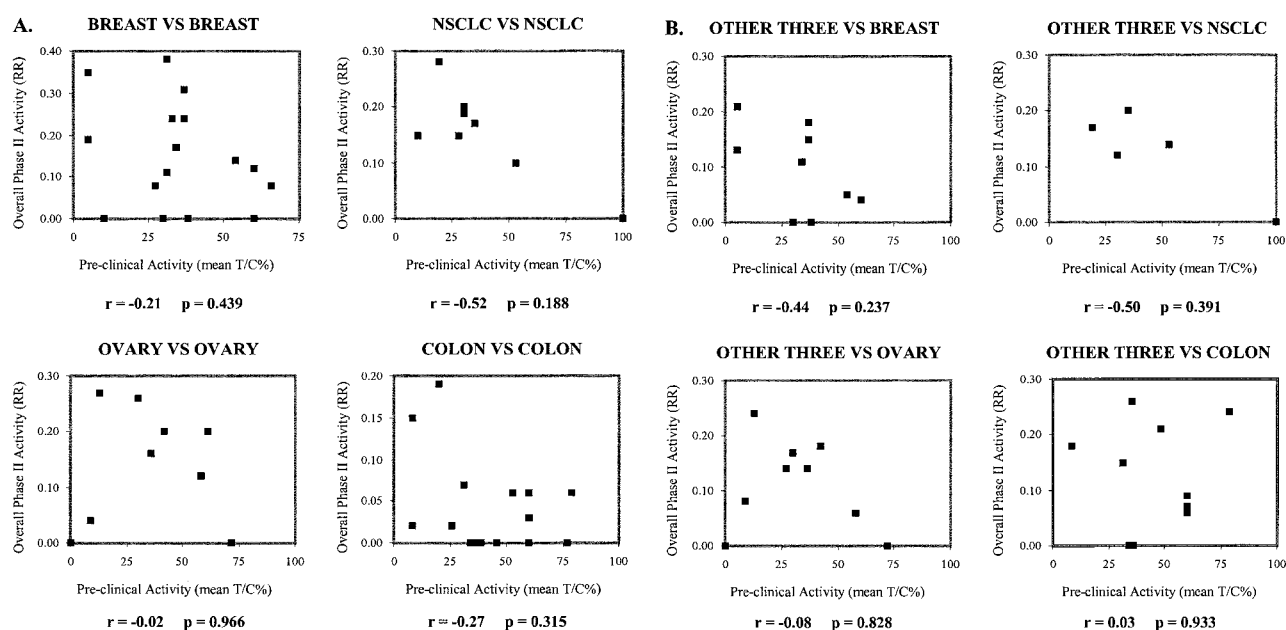 A.
BREAST VS BREAST
Overall Phase II Activity (RR)
0.40
0.30
0.20
0.10
0.00
0 25 50 75
Pre-clinical Activity (mean T/C%)
r = -0.21 p = 0.439
NSCLC VS NSCLC
Overall Phase II Activity (RR)
0.30
0.20
0.10
0.00
0 25 50 75 100
Pre-clinical Activity (mean T/C%)
r = -0.52 p = 0.188
OVARY VS OVARY
Overall Phase II Activity (RR)
0.30
0.20
0.10
0.00
0 25 50 75 100
Pre-clinical Activity (mean T/C%)
r = -0.02 p = 0.966
COLON VS COLON
Overall Phase II Activity (RR)
0.20
0.15
0.10
0.05
0.00
0 25 50 75 100
Pre-clinical Activity (mean T/C%)
r = -0.27 p = 0.315
B.
OTHER THREE VS BREAST
Overall Phase II Activity (RR)
0.30
0.20
0.10
0.00
0 25 50 75 100
Pre-clinical Activity (mean T/C%)
r = -0.44 p = 0.237
OTHER THREE VS NSCLC
Overall Phase II Activity (RR)
0.30
0.20
0.10
0.00
0 25 50 75 100
Pre-clinical Activity (mean T/C%)
r = -0.50 p = 0.391
OTHER THREE VS OVARY
Overall Phase II Activity (RR)
0.30
0.20
0.10
0.00
0 25 50 75 100
Pre-clinical Activity (mean T/C%)
r = -0.08 p = 0.828
OTHER THREE VS COLON
Overall Phase II Activity (RR)
0.30
0.20
0.10
0.00
0 25 50 75 100
Pre-clinical Activity (mean T/C%)
r = 0.03 p = 0.933